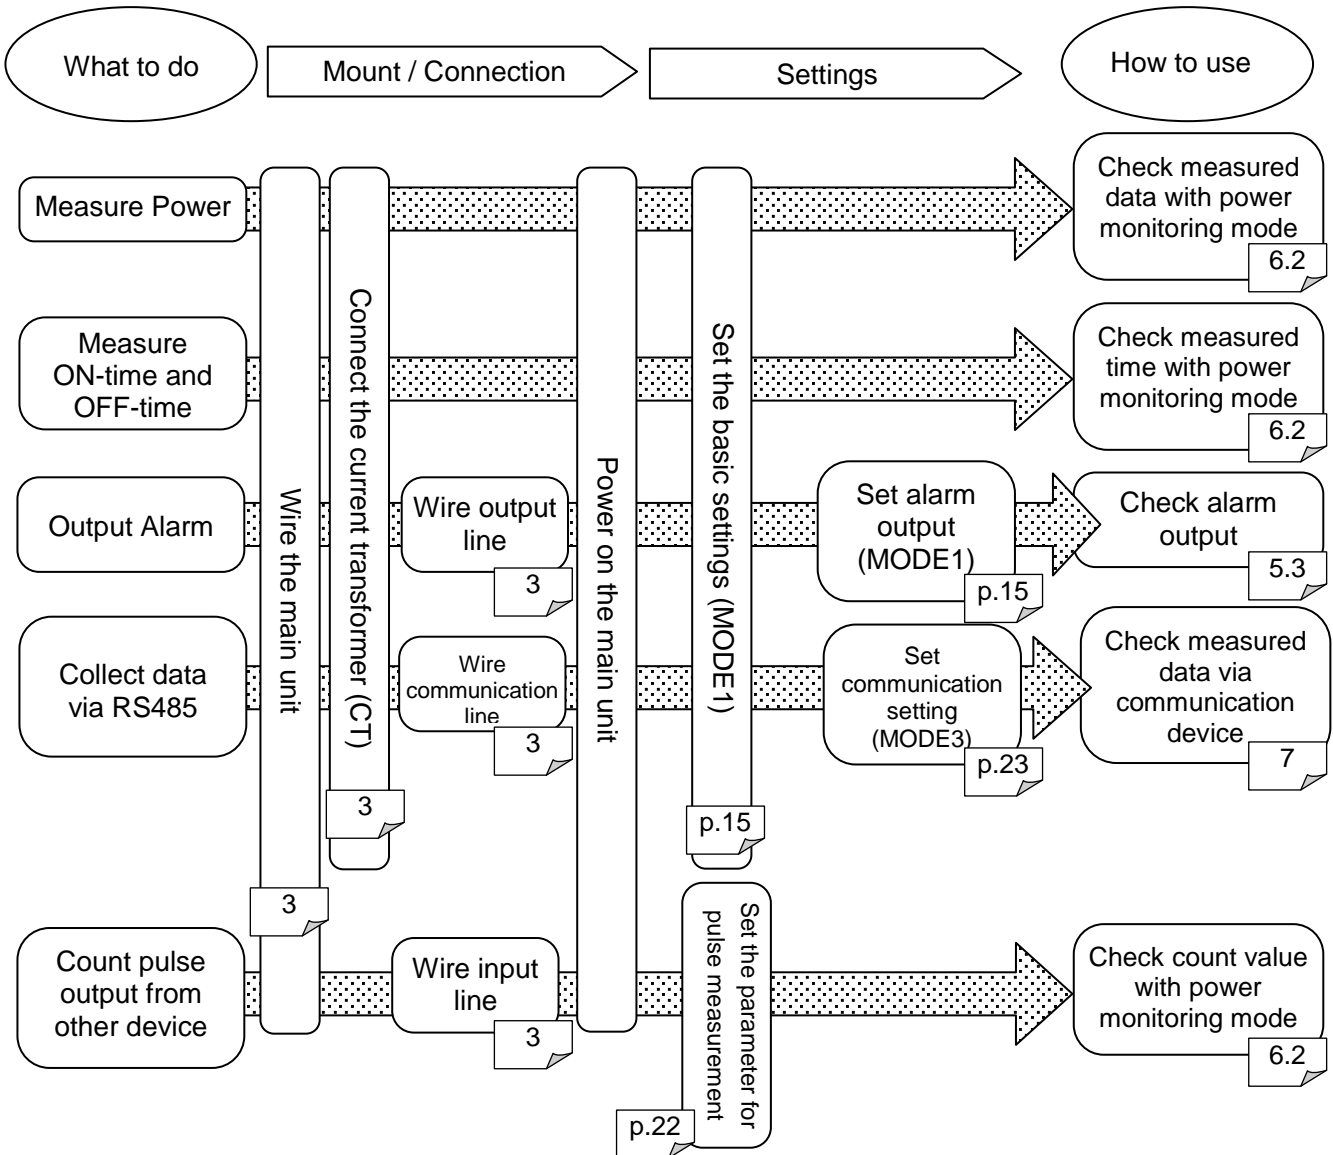 What to do
Mount / Connection
Settings
How to use
Measure Power
Check measured
data with power
monitoring mode
6.2
Measure
ON-time and
OFF-time
Check measured
time with power
monitoring mode
6.2
Output Alarm
Wire output
line
3
Set alarm
output
(MODE1)
p.15
Check alarm
output
5.3
Collect data
via RS485
Wire
communication
line
3
Set
communication
setting
(MODE3)
p.23
Check measured
data via
communication
device
7
Wire the main unit
3
Connect the current transformer (CT)
3
Power on the main unit
Set the basic settings (MODE1)
p.15
Count pulse
output from
other device
Wire input
line
3
Set the parameter for
pulse measurement
p.22
Check count value
with power
monitoring mode
6.2